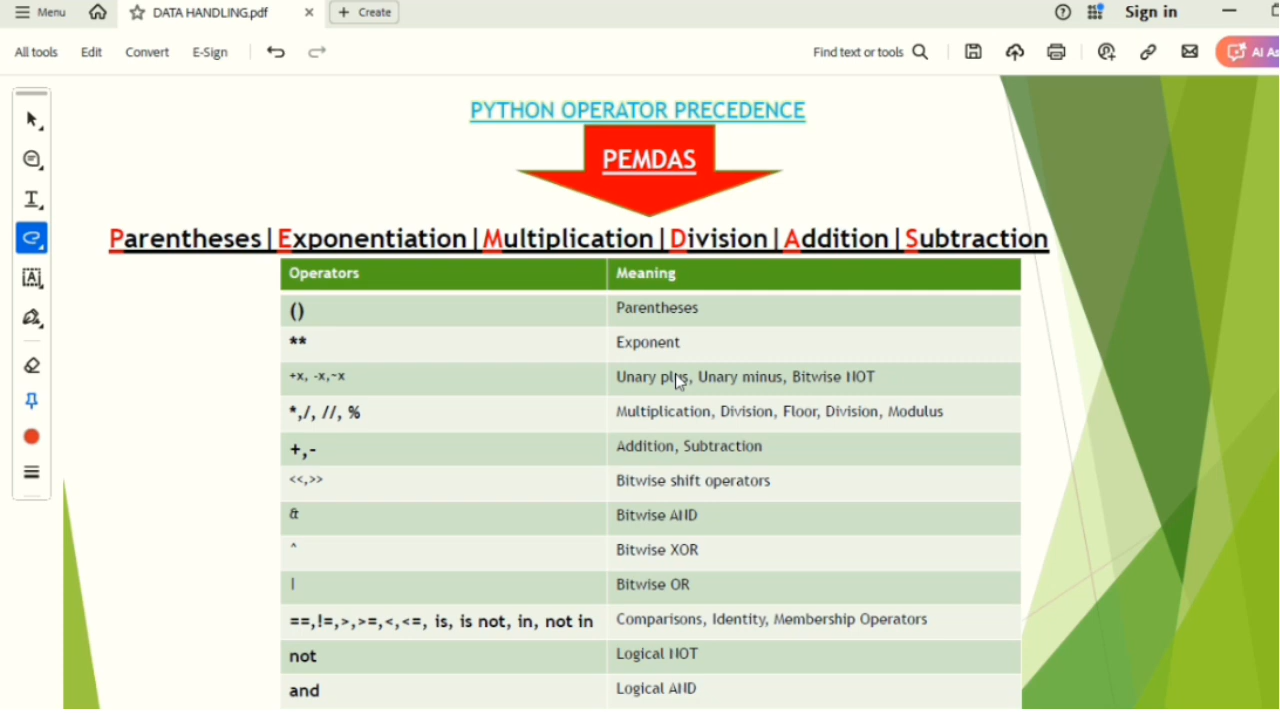 Menu DATA HANDLING.pdf × + Create Sign in
All tools Edit Convert E-Sign Find text or tools AI As
PYTHON OPERATOR PRECEDENCE
PEMDAS
Parentheses|Exponentiation|Multiplication|Division|Addition|Subtraction
Operators Meaning
() Parentheses
** Exponent
+x, -x,~x Unary plus, Unary minus, Bitwise NOT
*,/, //, % Multiplication, Division, Floor, Division, Modulus
+,- Addition, Subtraction
<<,>> Bitwise shift operators
& Bitwise AND
^ Bitwise XOR
| Bitwise OR
==,!=,>,>=,<,<=, is, is not, in, not in Comparisons, Identity, Membership Operators
not Logical NOT
and Logical AND